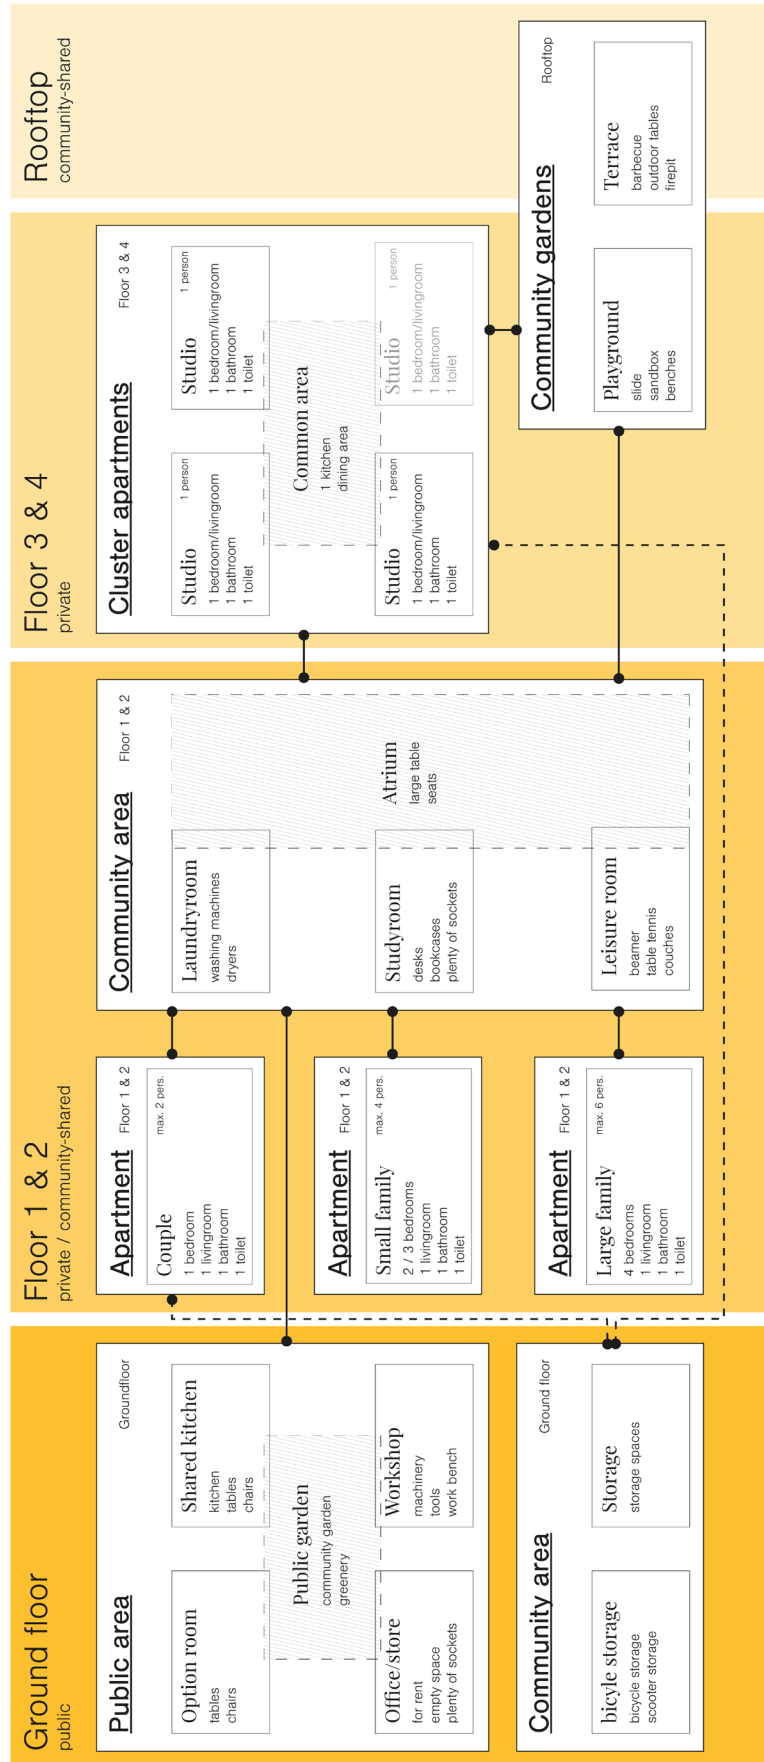 Ground floor
public
Public area
Groundfloor
Option room
tables
chairs
Shared kitchen
kitchen
tables
chairs
Public garden
community garden
greenery
Office/store
for rent
empty space
plenty of sockets
Workshop
machinery
tools
work bench
Community area
Ground floor
bicyle storage
bicycle storage
scooter storage
Storage
storage spaces
Floor 1 & 2
private / community-shared
Apartment
Floor 1 & 2
Couple
max. 2 pers.
1 bedroom
1 livingroom
1 bathroom
1 toilet
Apartment
Floor 1 & 2
Small family
max. 4 pers.
2 / 3 bedrooms
1 livingroom
1 bathroom
1 toilet
Apartment
Floor 1 & 2
Large family
max. 6 pers.
4 bedrooms
1 livingroom
1 bathroom
1 toilet
Community area
Floor 1 & 2
Laundryroom
washing machines
dryers
Studyroom
desks
bookcases
plenty of sockets
Leisure room
beamer
table tennis
couches
Atrium
large table
seats
Floor 3 & 4
private
Cluster apartments
Floor 3 & 4
Studio
1 person
1 bedroom/livingroom
1 bathroom
1 toilet
Studio
1 person
1 bedroom/livingroom
1 bathroom
1 toilet
Common area
1 kitchen
dining area
Studio
1 person
1 bedroom/livingroom
1 bathroom
1 toilet
Studio
1 person
1 bedroom/livingroom
1 bathroom
1 toilet
Rooftop
community-shared
Community gardens
Rooftop
Playground
slide
sandbox
benches
Terrace
barbecue
outdoor tables
firepit